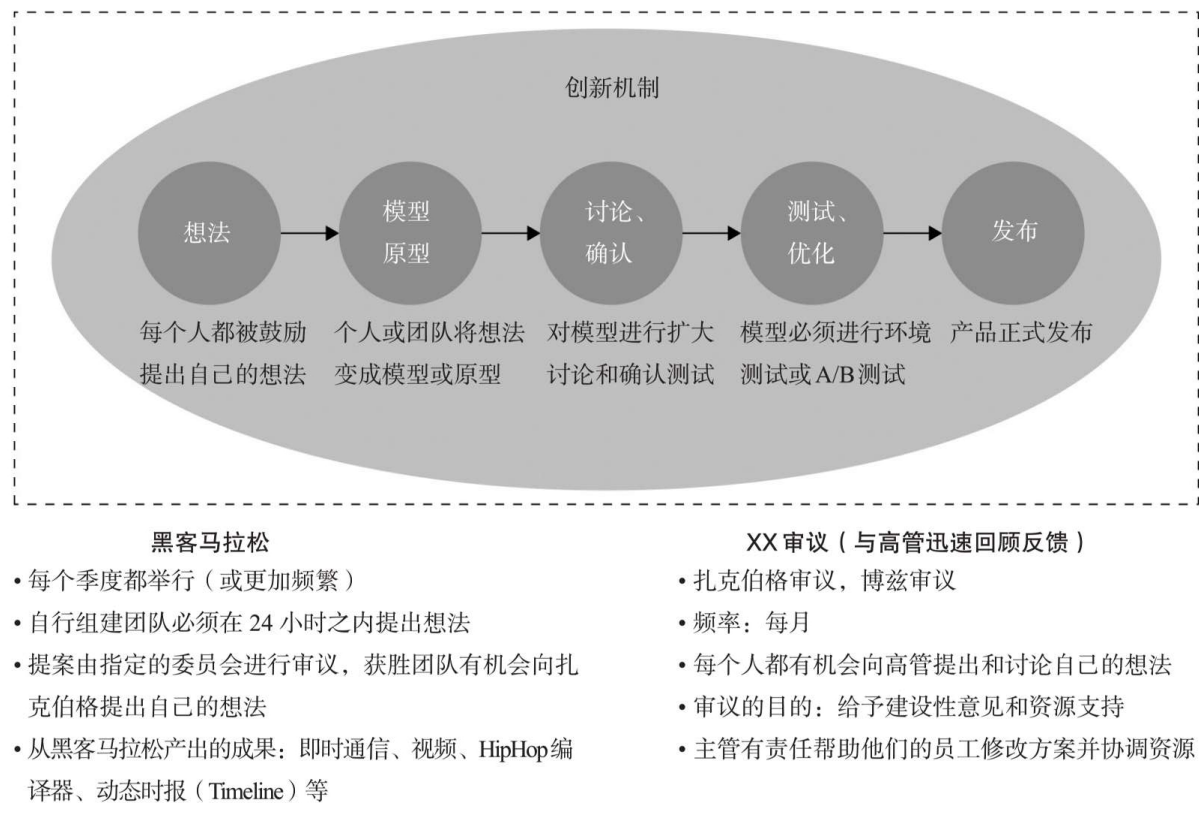 创新机制
想法
模型
原型
讨论、
确认
测试、
优化
发布
每个人都被鼓励
提出自己的想法
个人或团队将想法
变成模型或原型
对模型进行扩大
讨论和确认测试
模型必须进行环境
测试或A/B测试
产品正式发布
黑客马拉松
• 每个季度都举行（或更加频繁）
• 自行组建团队必须在 24 小时之内提出想法
• 提案由指定的委员会进行审议，获胜团队有机会向扎
克伯格提出自己的想法
• 从黑客马拉松产出的成果：即时通信、视频、HipHop编
译器、动态时报（Timeline）等
XX审议（与高管迅速回顾反馈）
• 扎克伯格审议，博兹审议
• 频率：每月
• 每个人都有机会向高管提出和讨论自己的想法
• 审议的目的：给予建设性意见和资源支持
• 主管有责任帮助他们的员工修改方案并协调资源